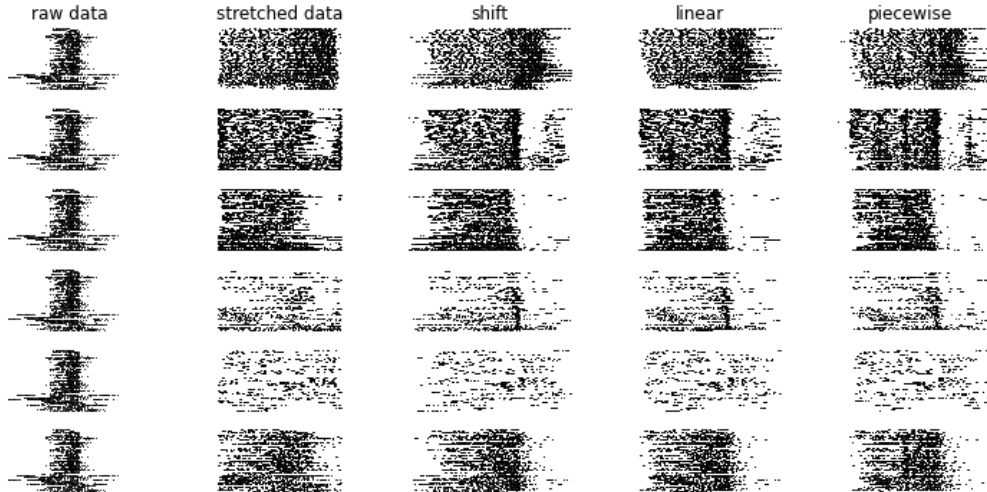 raw data stretched data shift linear piecewise